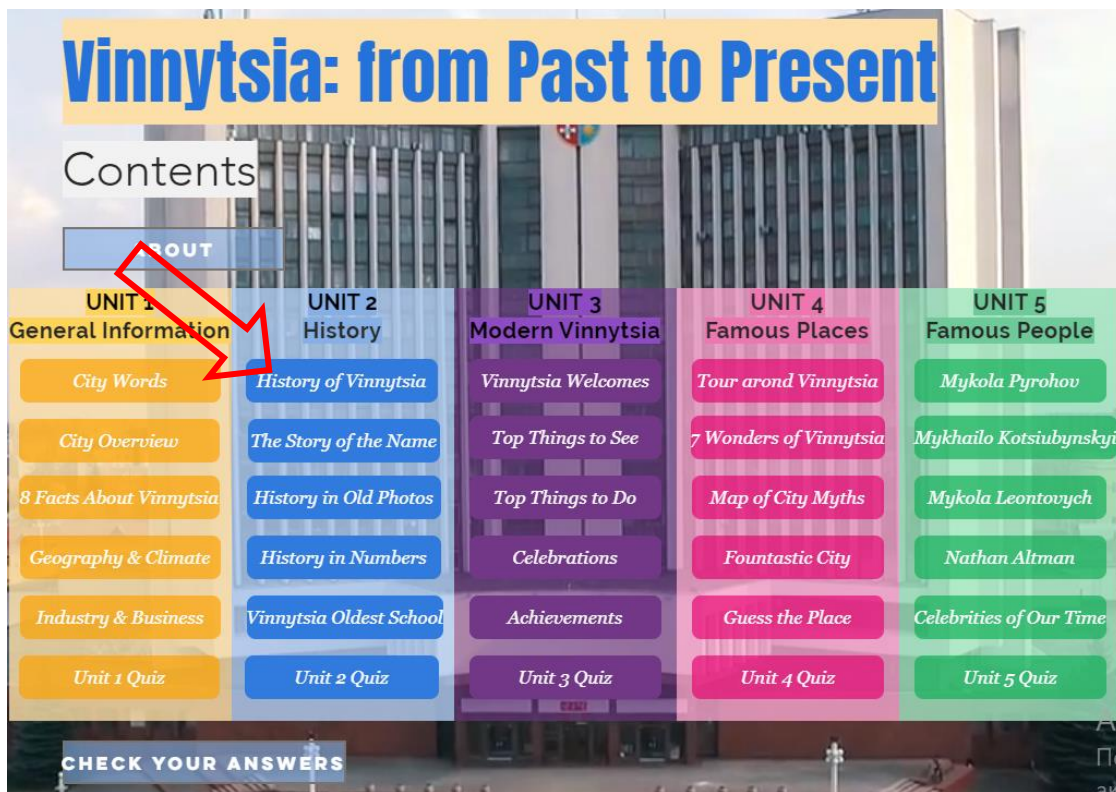 Vinnytsia: from Past to Present
Contents
ABOUT
UNIT 1
General Information
City Words
City Overview
8 Facts About Vinnytsia
Geography & Climate
Industry & Business
Unit 1 Quiz
UNIT 2
History
History of Vinnytsia
The Story of the Name
History in Old Photos
History in Numbers
Vinnytsia Oldest School
Unit 2 Quiz
UNIT 3
Modern Vinnytsia
Vinnytsia Welcomes
Top Things to See
Top Things to Do
Celebrations
Achievements
Unit 3 Quiz
UNIT 4
Famous Places
Tour arond Vinnytsia
7 Wonders of Vinnytsia
Map of City Myths
Fountastic City
Guess the Place
Unit 4 Quiz
UNIT 5
Famous People
Mykola Pyrohov
Mykhailo Kotsiubynskyi
Mykola Leontovych
Nathan Altman
Celebrities of Our Time
Unit 5 Quiz
CHECK YOUR ANSWERS